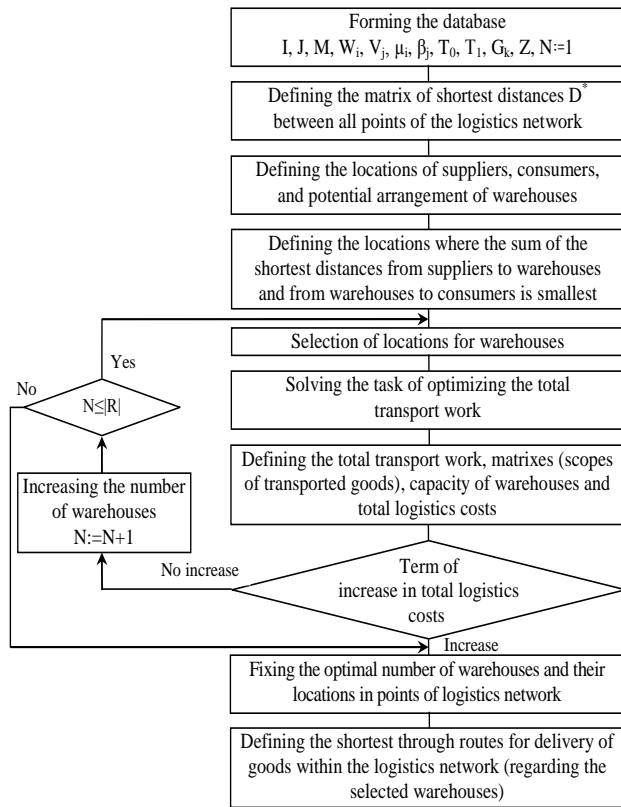 Forming the database
I, J, M, Wᵢ, Vⱼ, μᵢ, βⱼ, T₀, T₁, Gₖ, Z, N:=1
Defining the matrix of shortest distances D*
between all points of the logistics network
Defining the locations of suppliers, consumers,
and potential arrangement of warehouses
Defining the locations where the sum of the
shortest distances from suppliers to warehouses
and from warehouses to consumers is smallest
Selection of locations for warehouses
Yes
No
N≤|R|
Solving the task of optimizing the total
transport work
Defining the total transport work, matrixes (scopes
of transported goods), capacity of warehouses and
total logistics costs
Increasing the number
of warehouses
N:=N+1
No increase
Term of
increase in total logistics
costs
Increase
Fixing the optimal number of warehouses and their
locations in points of logistics network
Defining the shortest through routes for delivery of
goods within the logistics network (regarding the
selected warehouses)